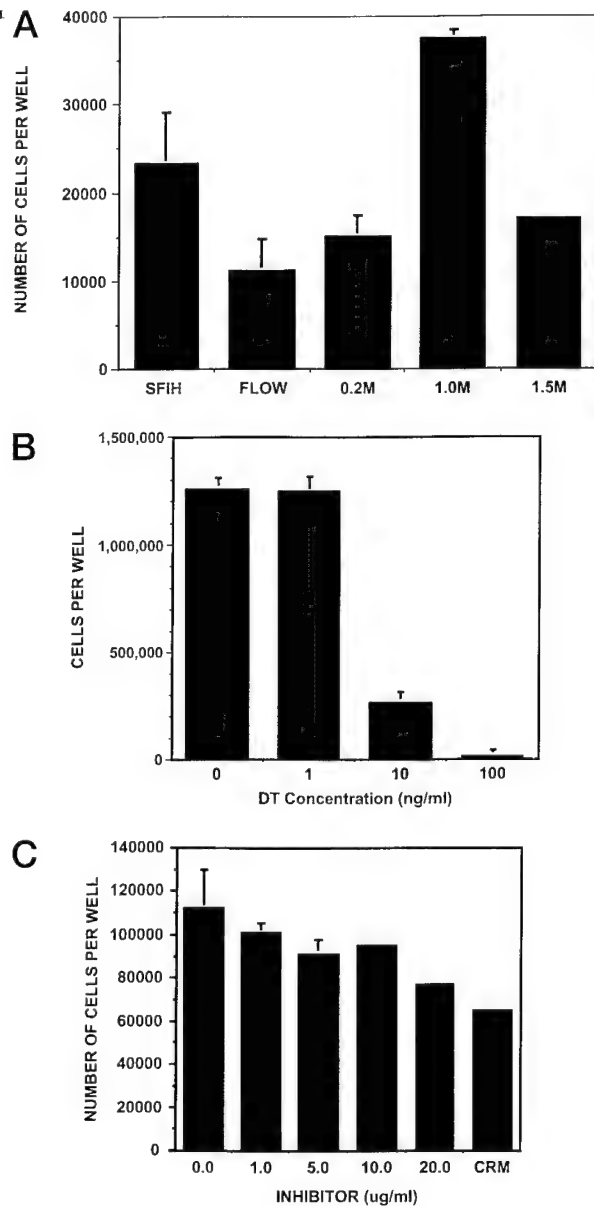 A
40000
30000
20000
10000
0
NUMBER OF CELLS PER WELL
SFIH FLOW 0.2M 1.0M 1.5M
B
1,500,000
1,000,000
500,000
0
CELLS PER WELL
0 1 10 100
DT Concentration (ng/ml)
C
140000
120000
100000
80000
60000
40000
20000
0
NUMBER OF CELLS PER WELL
0.0 1.0 5.0 10.0 20.0 CRM
INHIBITOR (ug/ml)